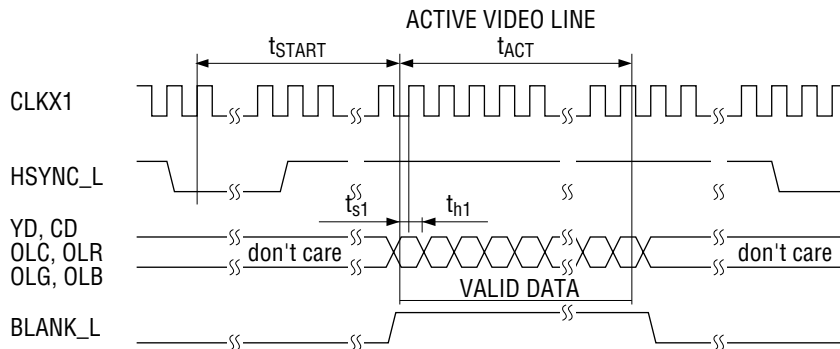 ACTIVE VIDEO LINE
tSTART
tACT
CLKX1
HSYNC_L
ts1
th1
YD, CD
OLC, OLR
OLG, OLB
don't care
don't care
VALID DATA
BLANK_L